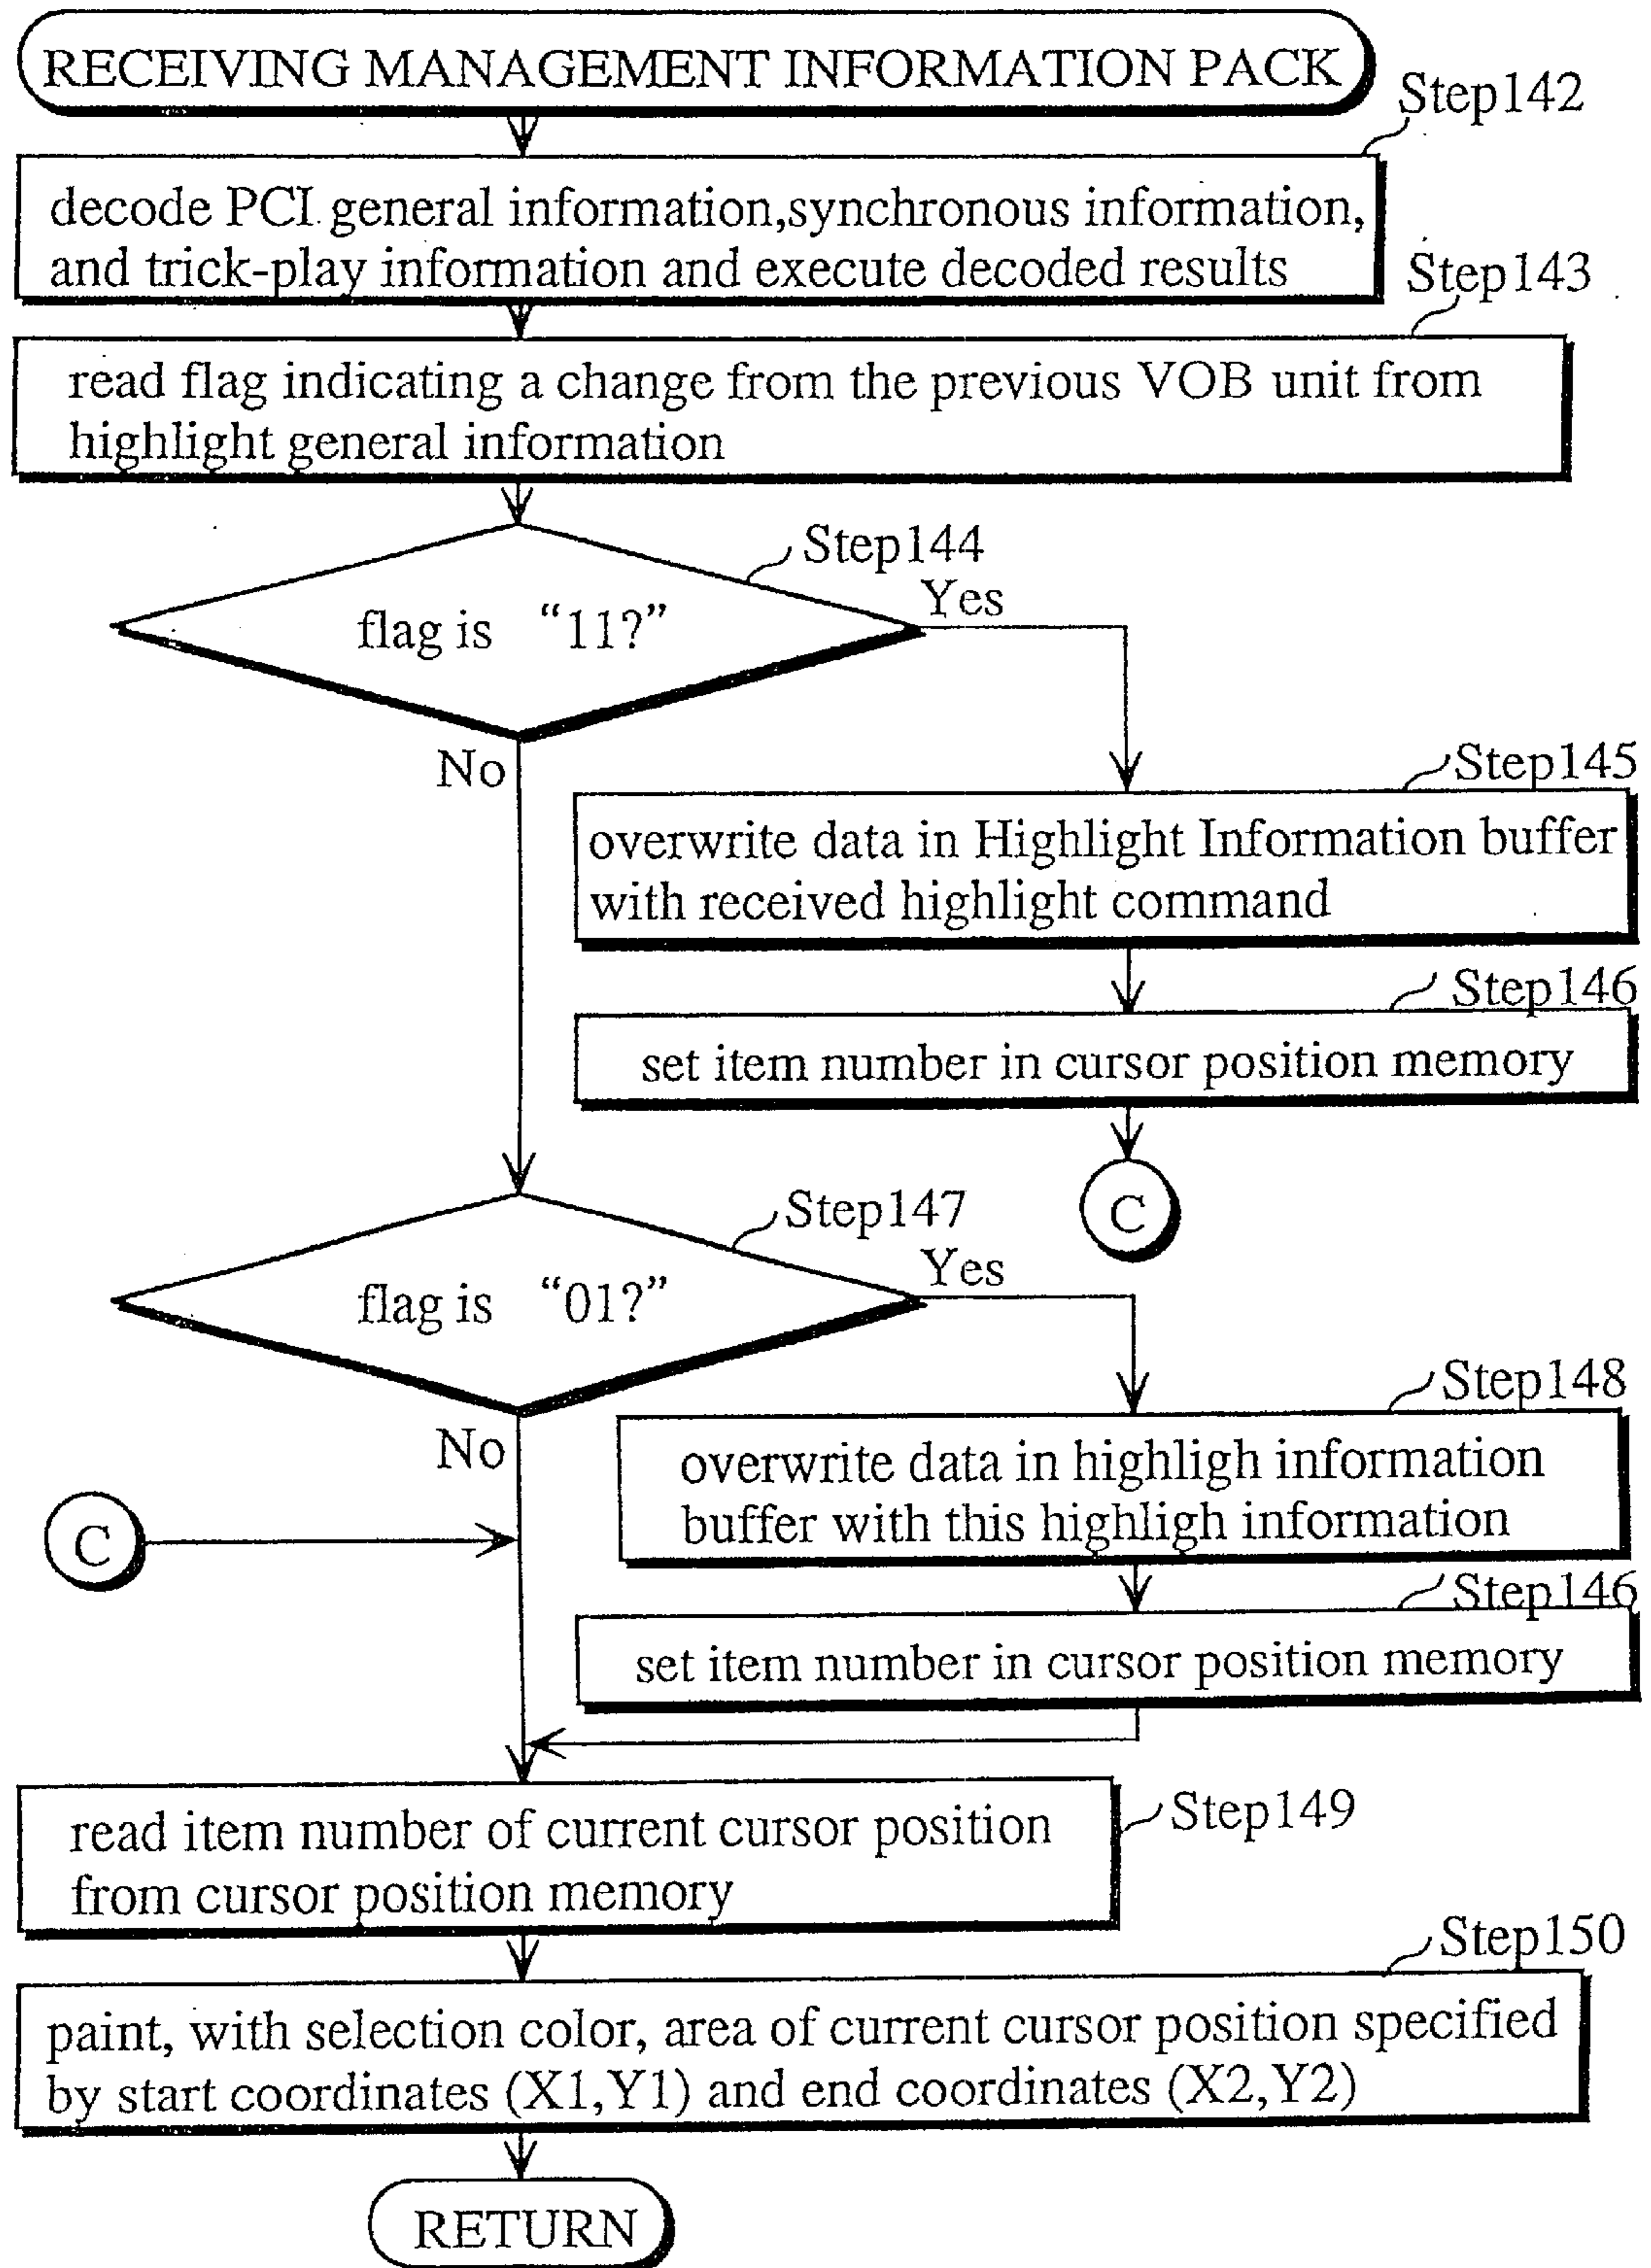 RECEIVING MANAGEMENT INFORMATION PACK
Step142
decode PCI general information,synchronous information,
and trick-play information and execute decoded results
Step143
read flag indicating a change from the previous VOB unit from
highlight general information
Step144
flag is “11?”
Yes
No
Step145
overwrite data in Highlight Information buffer
with received highlight command
Step146
set item number in cursor position memory
C
Step147
flag is “01?”
Yes
No
Step148
overwrite data in highligh information
buffer with this highligh information
C
Step146
set item number in cursor position memory
Step149
read item number of current cursor position
from cursor position memory
Step150
paint, with selection color, area of current cursor position specified
by start coordinates (X1,Y1) and end coordinates (X2,Y2)
RETURN